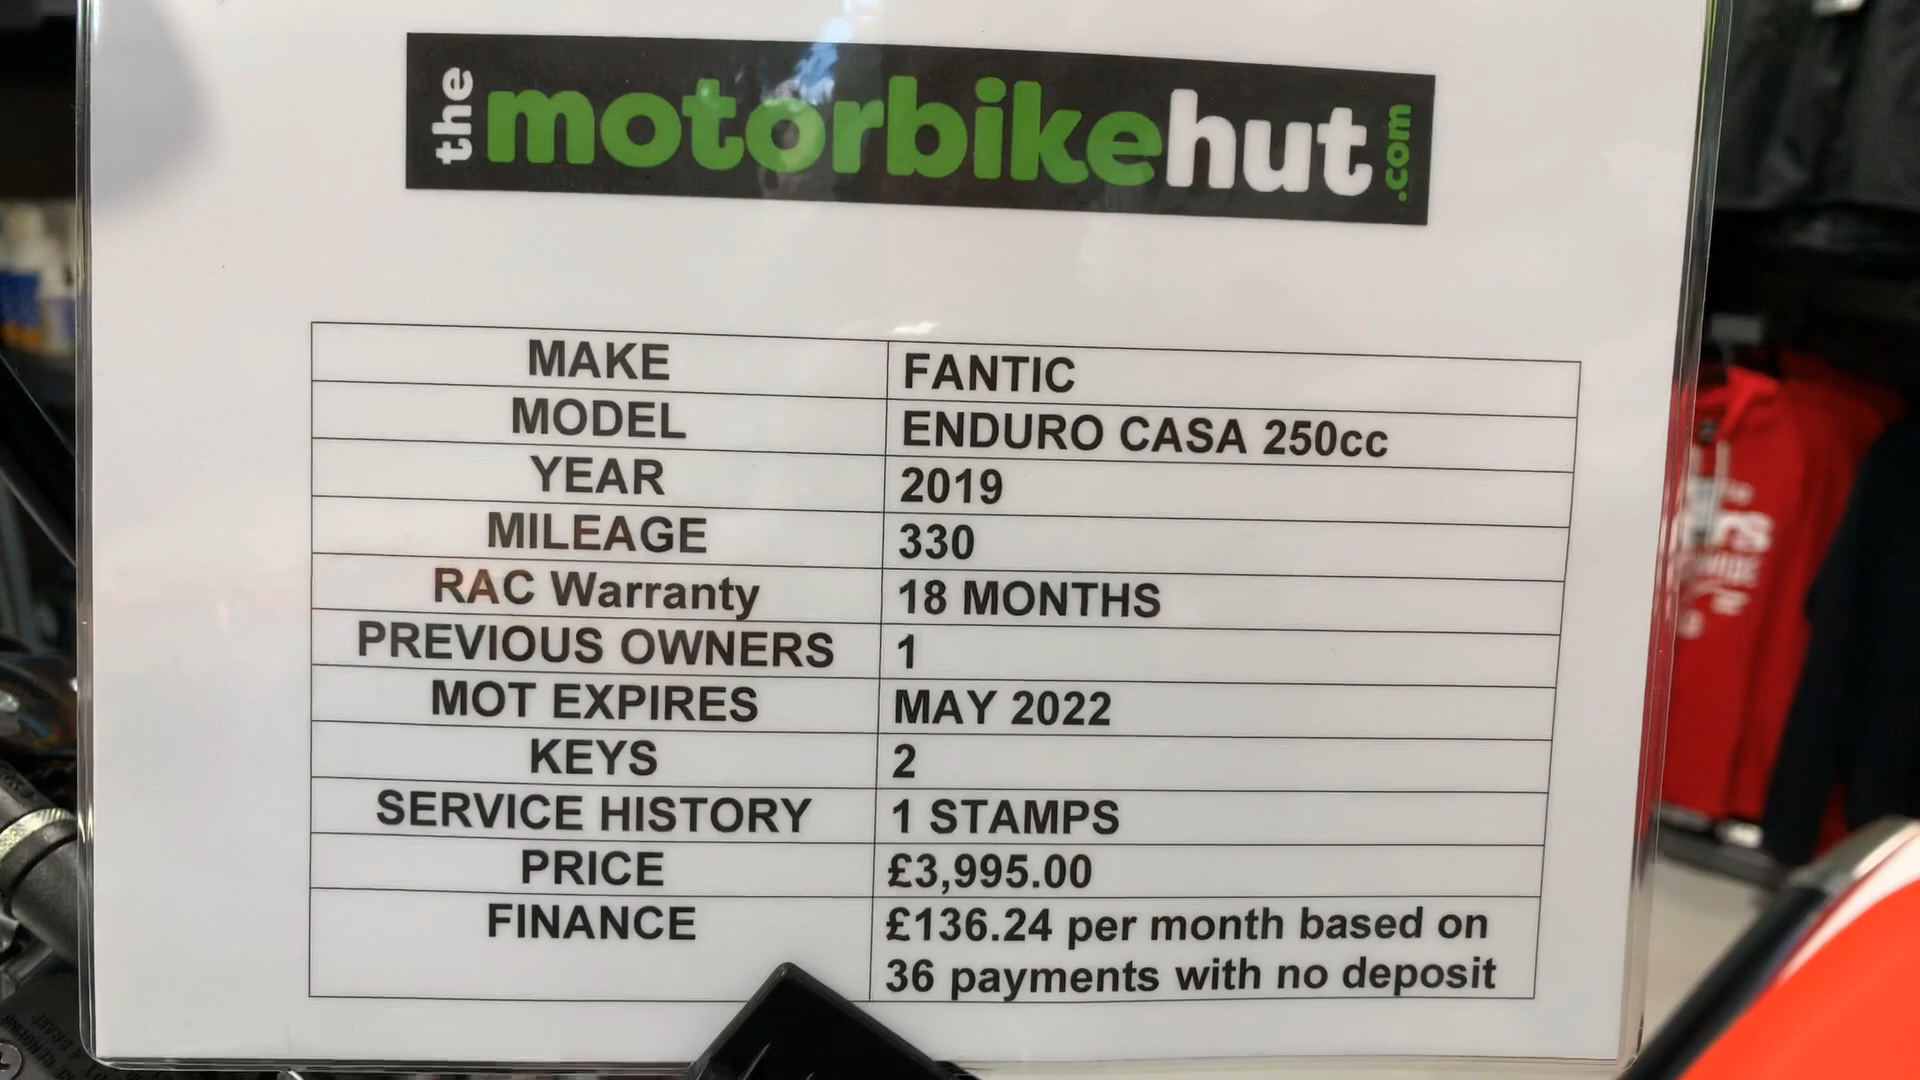 the motorbikehut.com
MAKE FANTIC
MODEL ENDURO CASA 250cc
YEAR 2019
MILEAGE 330
RAC Warranty 18 MONTHS
PREVIOUS OWNERS 1
MOT EXPIRES MAY 2022
KEYS 2
SERVICE HISTORY 1 STAMPS
PRICE £3,995.00
FINANCE £136.24 per month based on
36 payments with no deposit